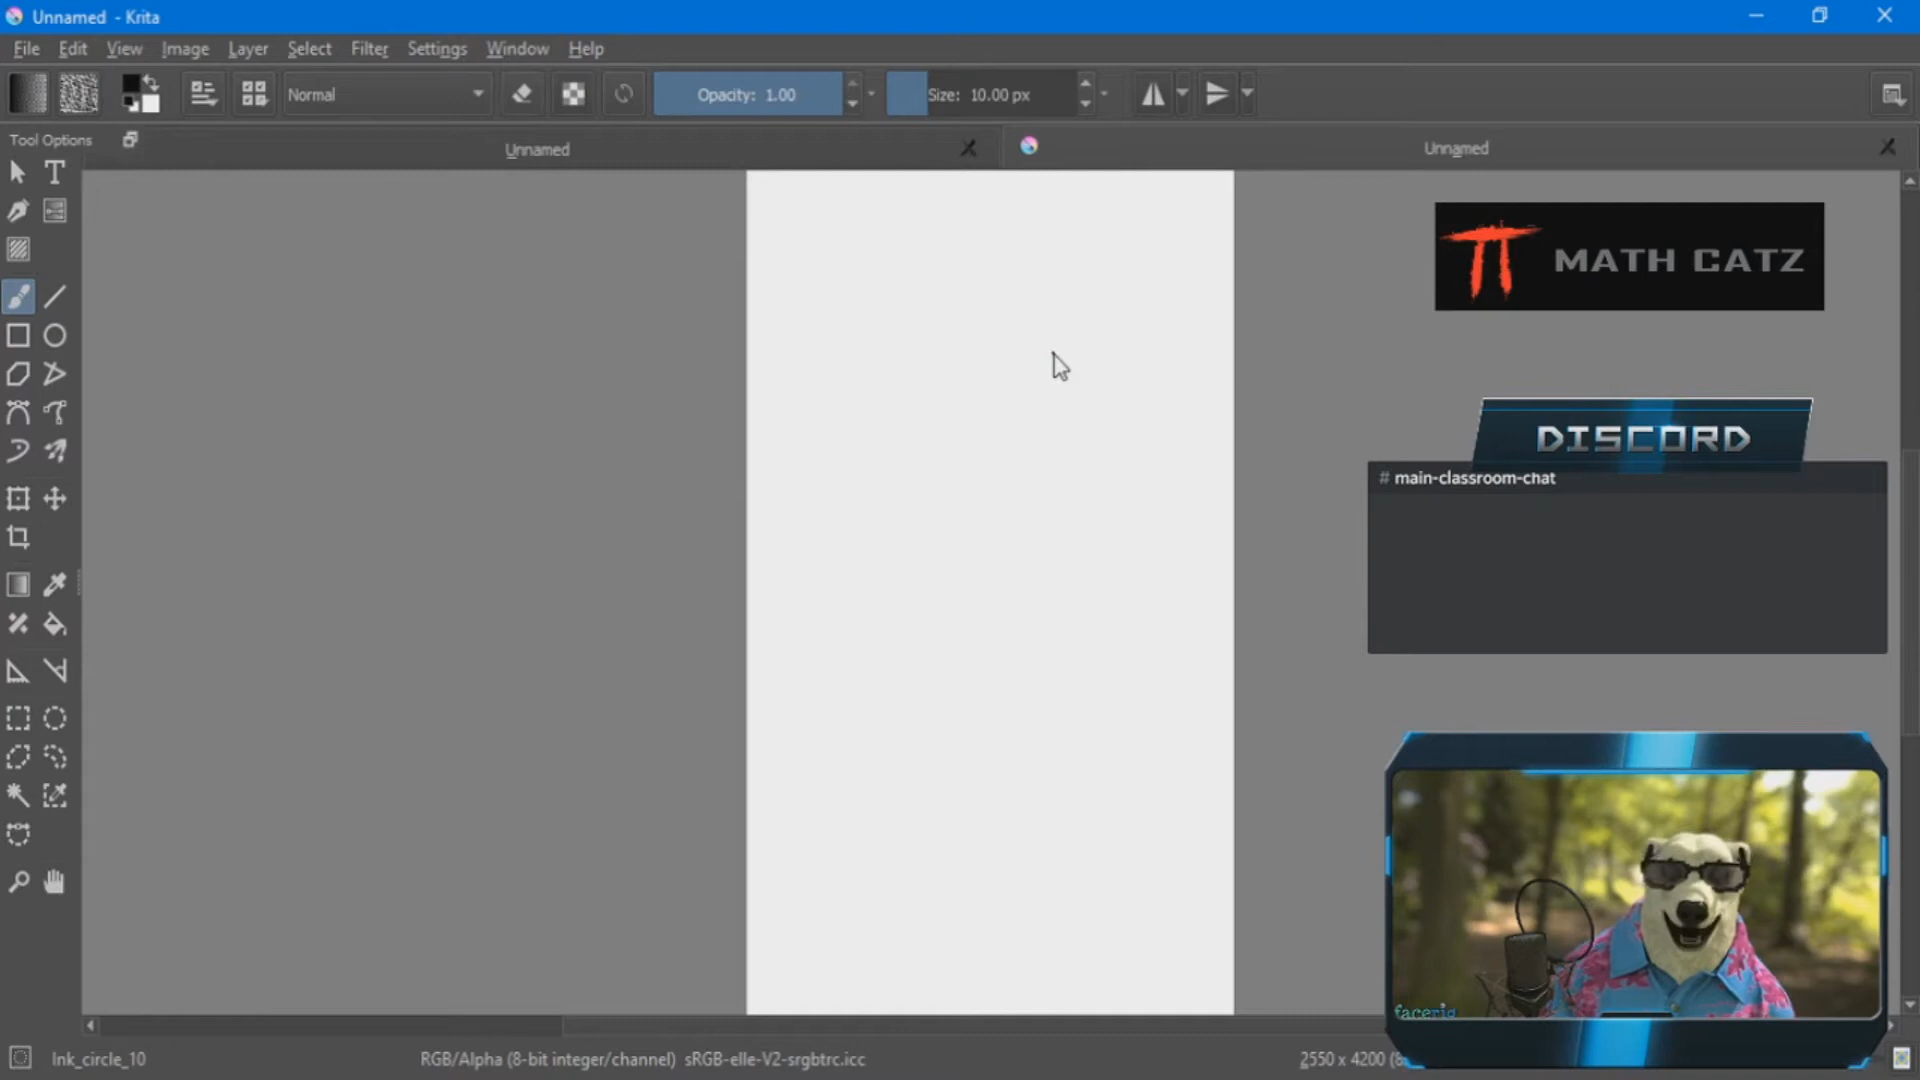 Unnamed - Krita
File Edit View Image Layer Select Filter Settings Window Help
Normal Opacity: 1.00 Size: 10.00 px
Tool Options
Unnamed
Unnamed
T
MATH CATZ
DISCORD
# main-classroom-chat
facerig
Ink_circle_10 RGB/Alpha (8-bit integer/channel) sRGB-elle-V2-srgbtrc.icc 2550 x 4200